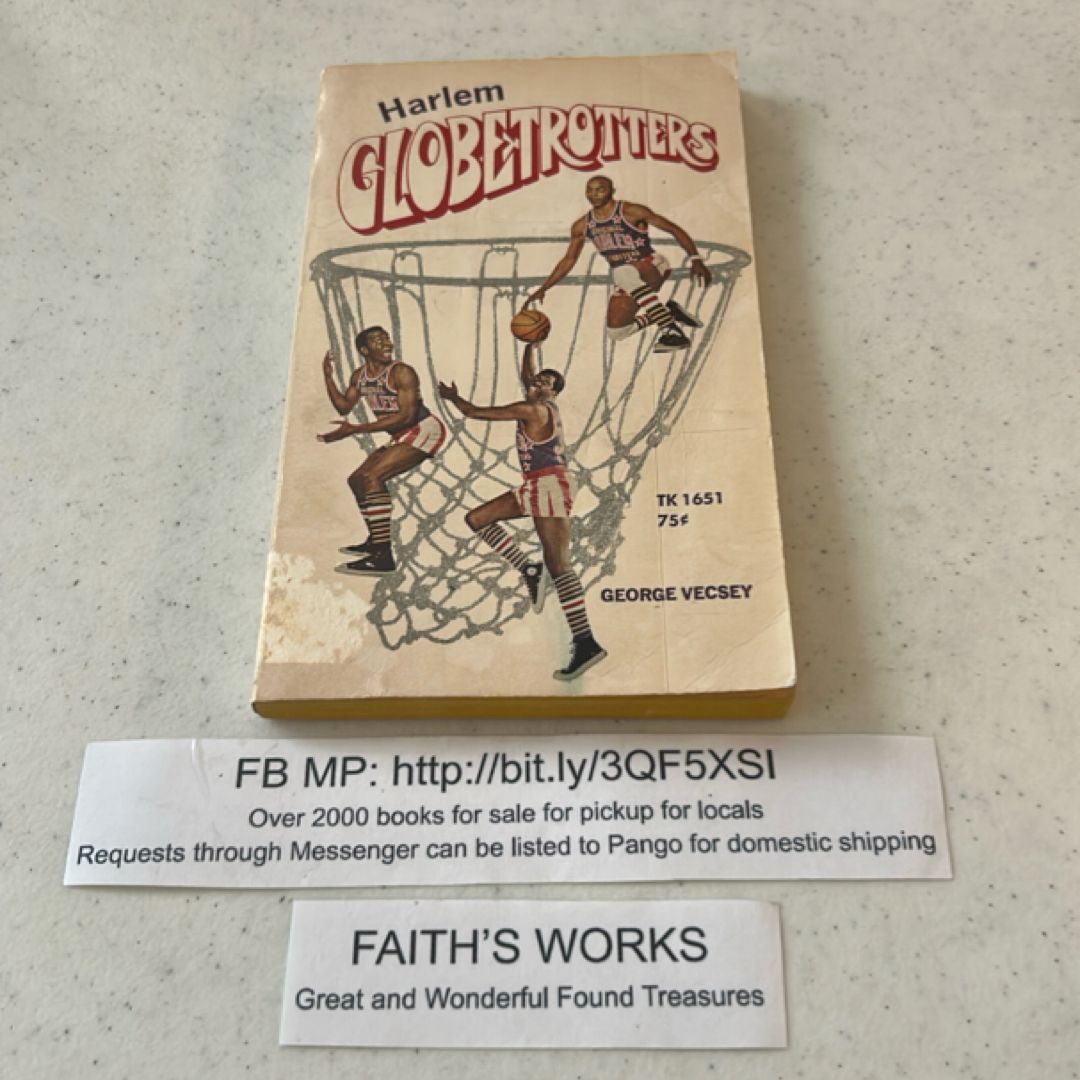 Harlem
GLOBETROTTERS
TK 1651
75¢
GEORGE VECSEY
FB MP: http://bit.ly/3QF5XSI
Over 2000 books for sale for pickup for locals
Requests through Messenger can be listed to Pango for domestic shipping
FAITH'S WORKS
Great and Wonderful Found Treasures